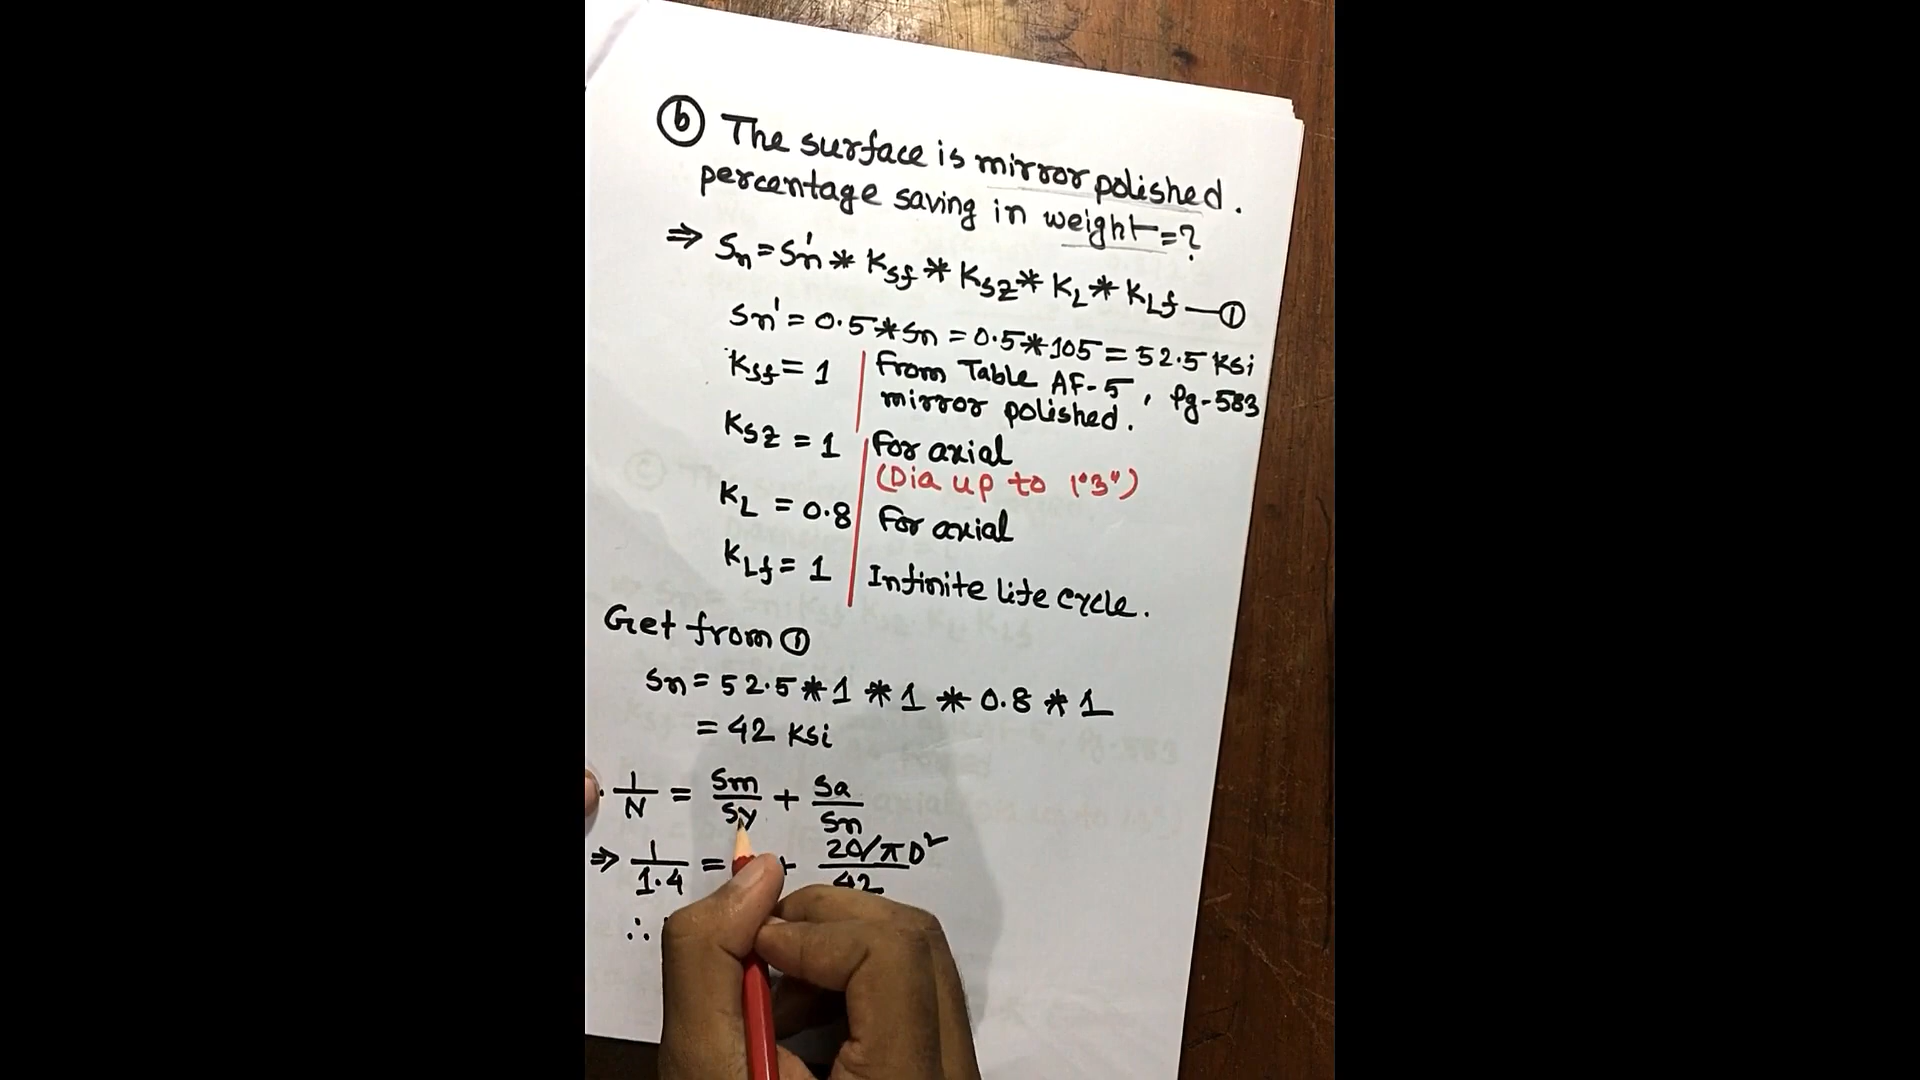 ⓑ The surface is mirror polished.
percentage saving in weight = ?
⇒ Sn = Sn' * Ksf * Ksz * KL * KLf — ①
Sn' = 0.5 * Sn = 0.5 * 105 = 52.5 Ksi
Ksf = 1 From Table AF-5, Pg-583
mirror polished.
Ksz = 1 For axial
(Dia up to 1"3")
KL = 0.8 For axial
KLf = 1 Infinite life cycle.
Get from ①
Sn = 52.5 * 1 * 1 * 0.8 * 1
= 42 Ksi
1/N = Sm/Sy + Sa/Sn
⇒ 1/1.4 = + 20/πD²/42
∴